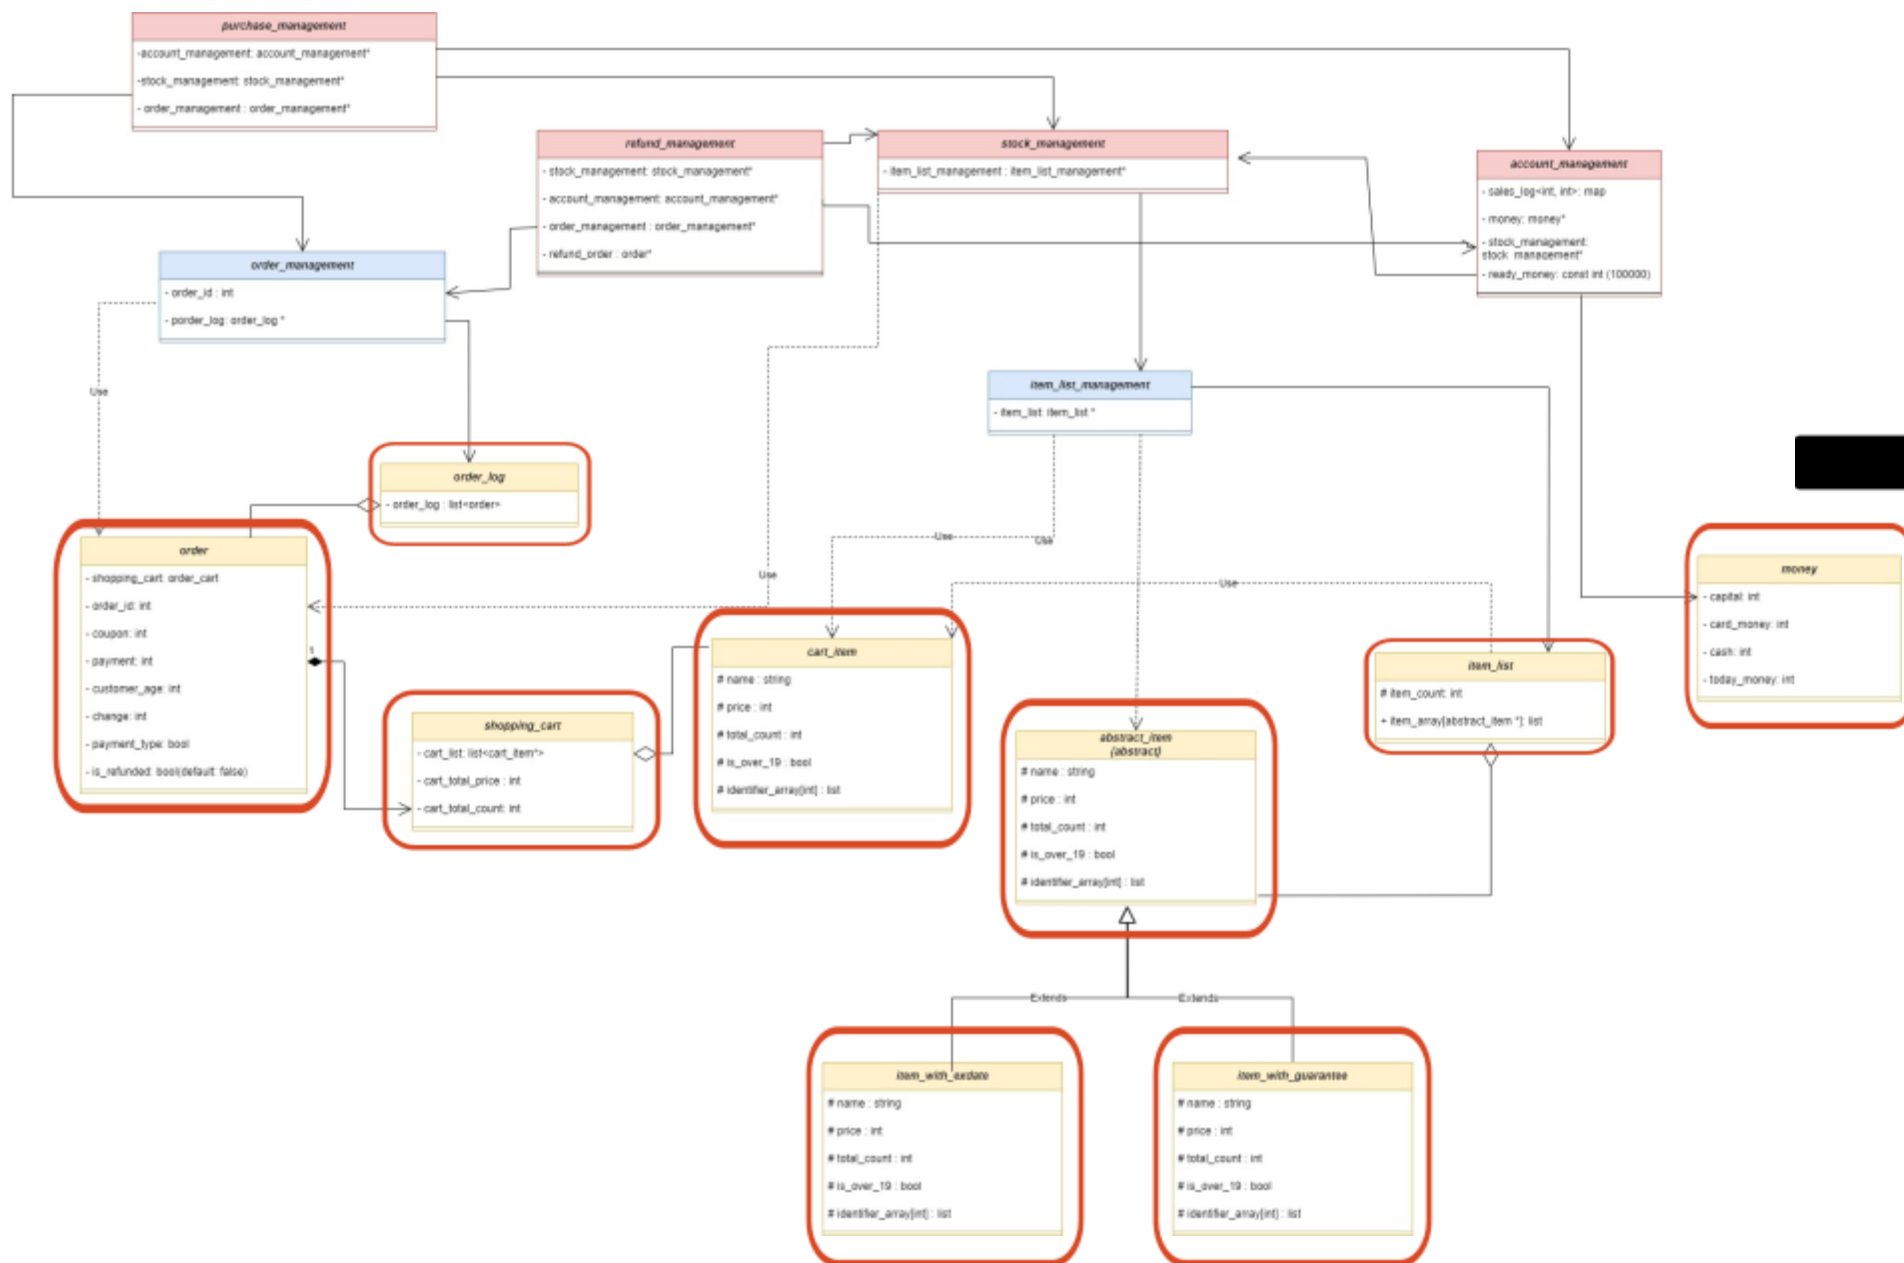 purchase_management
-account_management: account_management*
-stock_management: stock_management*
- order_management : order_management*
refund_management
- stock_management: stock_management*
- account_management: account_management*
- order_management : order_management*
- refund_order : order*
stock_management
- item_list_management : item_list_management*
account_management
- sales_log<int, int>: map
- money: money*
- stock_management:
stock_management*
- ready_money: const int (100000)
order_management
- order_id : int
- porder_log: order_log *
item_list_management
- item_list: item_list *
Use
order_log
- order_log : list<order>
Use
Use
Use
Use
order
- shopping_cart: order_cart
- order_id: int
- coupon: int
- payment: int
- customer_age: int
- change: int
- payment_type: bool
- is_refunded: bool(default: false)
1
shopping_cart
- cart_list: list<cart_item*>
- cart_total_price : int
- cart_total_count: int
cart_item
# name : string
# price : int
# total_count : int
# is_over_19 : bool
# identifier_array[int] : list
abstract_item
(abstract)
# name : string
# price : int
# total_count : int
# is_over_19 : bool
# identifier_array[int] : list
item_list
# item_count: int
+ item_array[abstract_item *]: list
money
- capital: int
- card_money: int
- cash: int
- today_money: int
Extends
Extends
item_with_exdate
# name : string
# price : int
# total_count : int
# is_over_19 : bool
# identifier_array[int] : list
item_with_guarantee
# name : string
# price : int
# total_count : int
# is_over_19 : bool
# identifier_array[int] : list